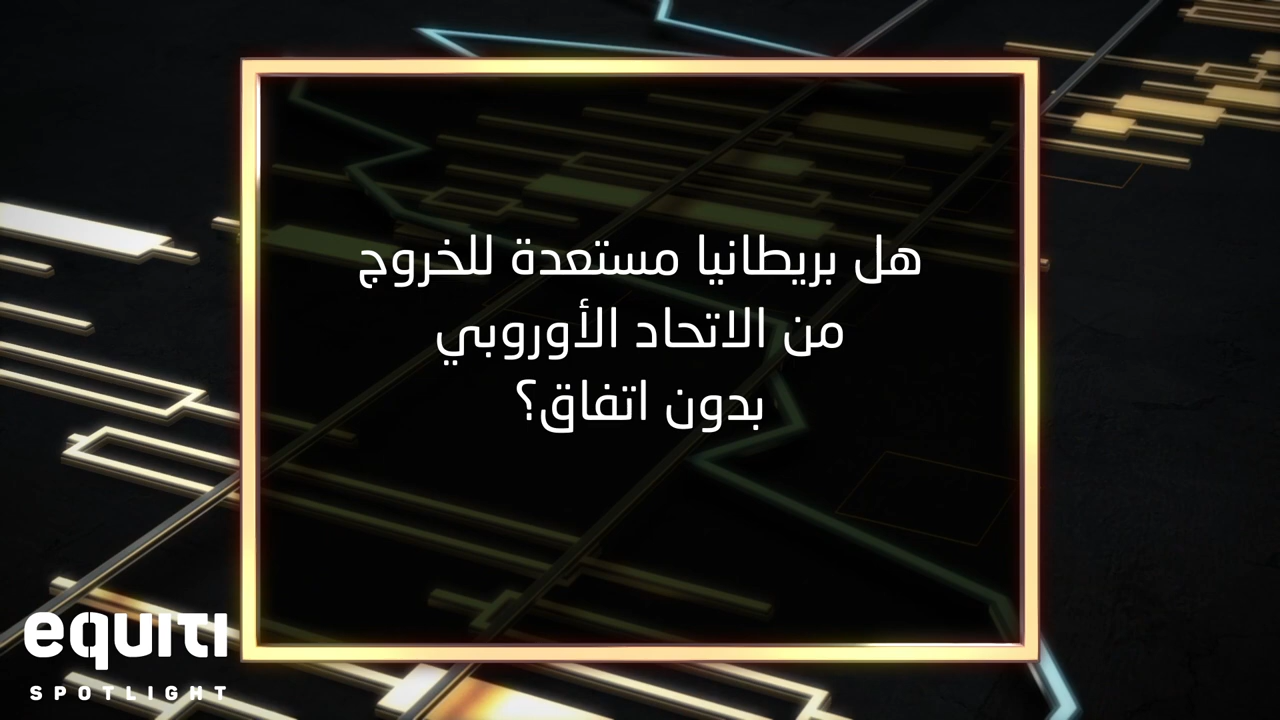 هل بريطانيا مستعدة للخروج
من الاتحاد الأوروبي
بدون اتفاق؟
equiti
SPOTLIGHT